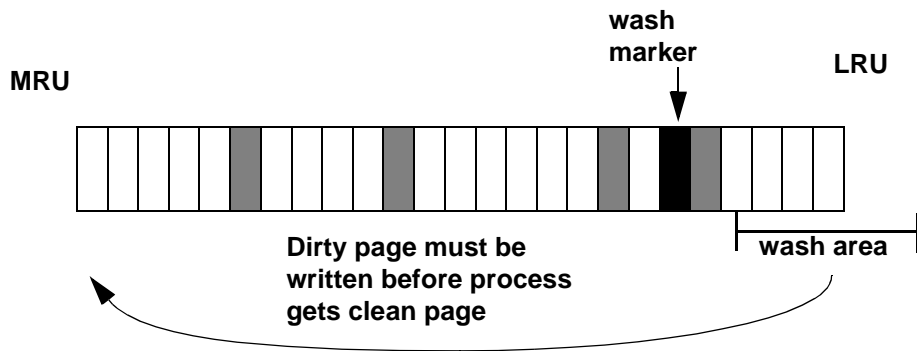 wash
marker
MRU
LRU
wash area
Dirty page must be
written before process
gets clean page